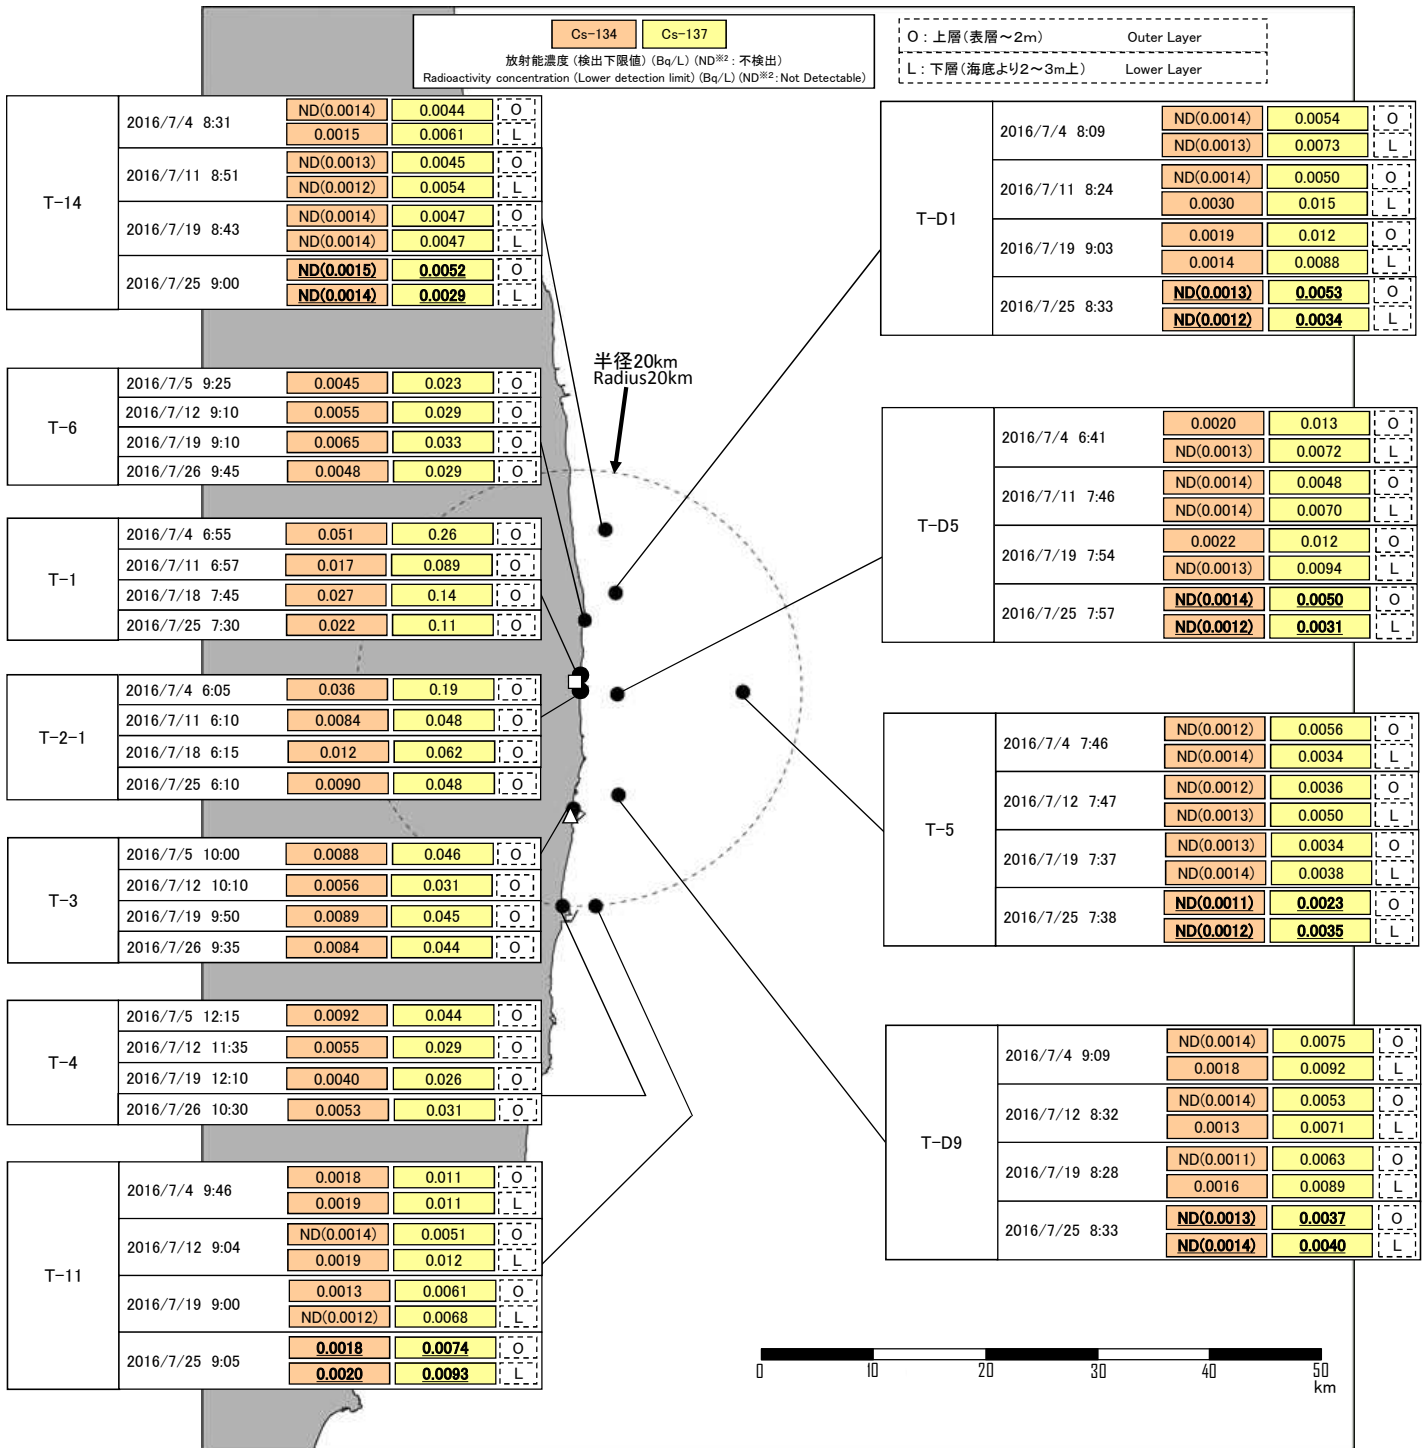 Cs-134 Cs-137
放射能濃度 (検出下限値) (Bq/L) (ND※2 : 不検出)
Radioactivity concentration (Lower detection limit) (Bq/L) (ND※2: Not Detectable)
O : 上層(表層～2m) Outer Layer
L : 下層(海底より2～3m上) Lower Layer
T-14
2016/7/4 8:31 ND(0.0014) 0.0044 O
0.0015 0.0061 L
2016/7/11 8:51 ND(0.0013) 0.0045 O
ND(0.0012) 0.0054 L
2016/7/19 8:43 ND(0.0014) 0.0047 O
ND(0.0014) 0.0047 L
2016/7/25 9:00 ND(0.0015) 0.0052 O
ND(0.0014) 0.0029 L
T-6
2016/7/5 9:25 0.0045 0.023 O
2016/7/12 9:10 0.0055 0.029 O
2016/7/19 9:10 0.0065 0.033 O
2016/7/26 9:45 0.0048 0.029 O
T-1
2016/7/4 6:55 0.051 0.26 O
2016/7/11 6:57 0.017 0.089 O
2016/7/18 7:45 0.027 0.14 O
2016/7/25 7:30 0.022 0.11 O
T-2-1
2016/7/4 6:05 0.036 0.19 O
2016/7/11 6:10 0.0084 0.048 O
2016/7/18 6:15 0.012 0.062 O
2016/7/25 6:10 0.0090 0.048 O
T-3
2016/7/5 10:00 0.0088 0.046 O
2016/7/12 10:10 0.0056 0.031 O
2016/7/19 9:50 0.0089 0.045 O
2016/7/26 9:35 0.0084 0.044 O
T-4
2016/7/5 12:15 0.0092 0.044 O
2016/7/12 11:35 0.0055 0.029 O
2016/7/19 12:10 0.0040 0.026 O
2016/7/26 10:30 0.0053 0.031 O
T-11
2016/7/4 9:46 0.0018 0.011 O
0.0019 0.011 L
2016/7/12 9:04 ND(0.0014) 0.0051 O
0.0019 0.012 L
2016/7/19 9:00 0.0013 0.0061 O
ND(0.0012) 0.0068 L
2016/7/25 9:05 0.0018 0.0074 O
0.0020 0.0093 L
半径20km
Radius20km
T-D1
2016/7/4 8:09 ND(0.0014) 0.0054 O
ND(0.0013) 0.0073 L
2016/7/11 8:24 ND(0.0014) 0.0050 O
0.0030 0.015 L
2016/7/19 9:03 0.0019 0.012 O
0.0014 0.0088 L
2016/7/25 8:33 ND(0.0013) 0.0053 O
ND(0.0012) 0.0034 L
T-D5
2016/7/4 6:41 0.0020 0.013 O
ND(0.0013) 0.0072 L
2016/7/11 7:46 ND(0.0014) 0.0048 O
ND(0.0014) 0.0070 L
2016/7/19 7:54 0.0022 0.012 O
ND(0.0013) 0.0094 L
2016/7/25 7:57 ND(0.0014) 0.0050 O
ND(0.0012) 0.0031 L
T-5
2016/7/4 7:46 ND(0.0012) 0.0056 O
ND(0.0014) 0.0034 L
2016/7/12 7:47 ND(0.0012) 0.0036 O
ND(0.0013) 0.0050 L
2016/7/19 7:37 ND(0.0013) 0.0034 O
ND(0.0014) 0.0038 L
2016/7/25 7:38 ND(0.0011) 0.0023 O
ND(0.0012) 0.0035 L
T-D9
2016/7/4 9:09 ND(0.0014) 0.0075 O
0.0018 0.0092 L
2016/7/12 8:32 ND(0.0014) 0.0053 O
0.0013 0.0071 L
2016/7/19 8:28 ND(0.0011) 0.0063 O
0.0016 0.0089 L
2016/7/25 8:33 ND(0.0013) 0.0037 O
ND(0.0014) 0.0040 L
0 10 20 30 40 50
km